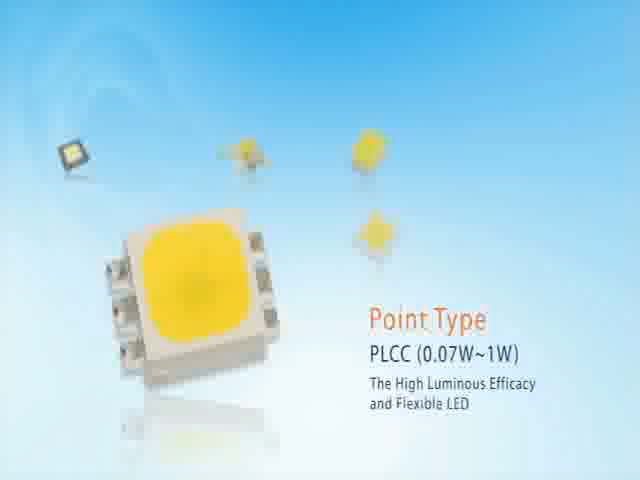 Point Type
PLCC (0.07W~1W)
The High Luminous Efficacy
and Flexible LED